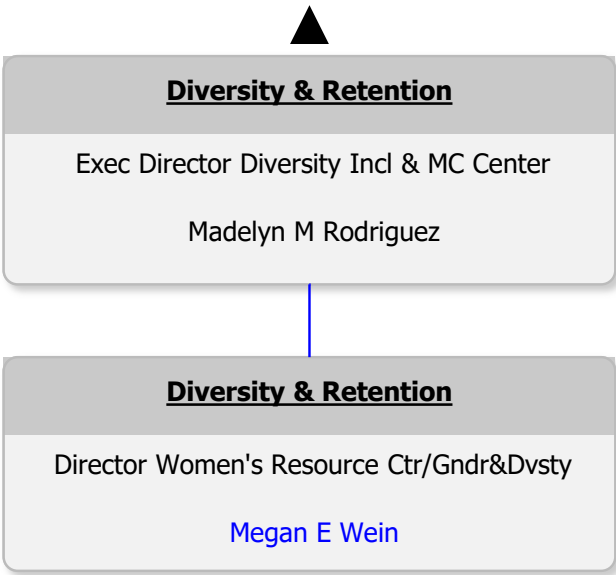 Diversity & Retention
Exec Director Diversity Incl & MC Center
Madelyn M Rodriguez
Diversity & Retention
Director Women's Resource Ctr/Gndr&Dvsty
Megan E Wein